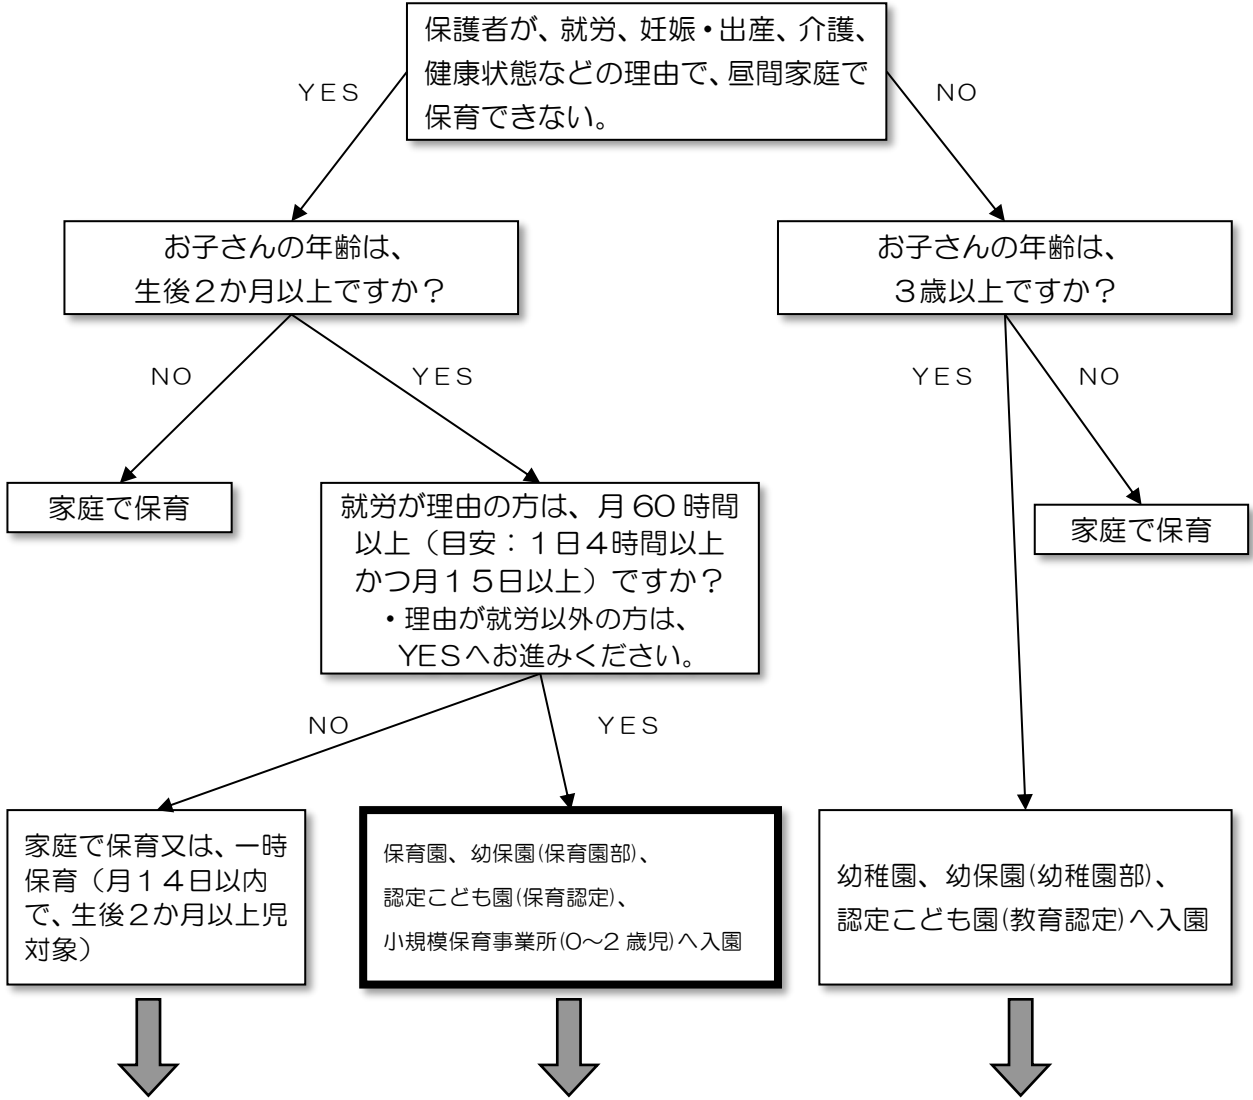 保護者が、就労、妊娠・出産、介護、
健康状態などの理由で、昼間家庭で
保育できない。
ＹＥＳ
ＮＯ
お子さんの年齢は、
生後２か月以上ですか？
お子さんの年齢は、
３歳以上ですか？
ＮＯ
ＹＥＳ
ＹＥＳ
ＮＯ
家庭で保育
就労が理由の方は、月 60 時間
以上（目安：１日４時間以上
かつ月１５日以上）ですか？
・理由が就労以外の方は、
YESへお進みください。
家庭で保育
ＮＯ
ＹＥＳ
家庭で保育又は、一時
保育（月１４日以内
で、生後２か月以上児
対象）
保育園、幼保園(保育園部)、
認定こども園(保育認定)、
小規模保育事業所(0～2 歳児)へ入園
幼稚園、幼保園(幼稚園部)、
認定こども園(教育認定)へ入園